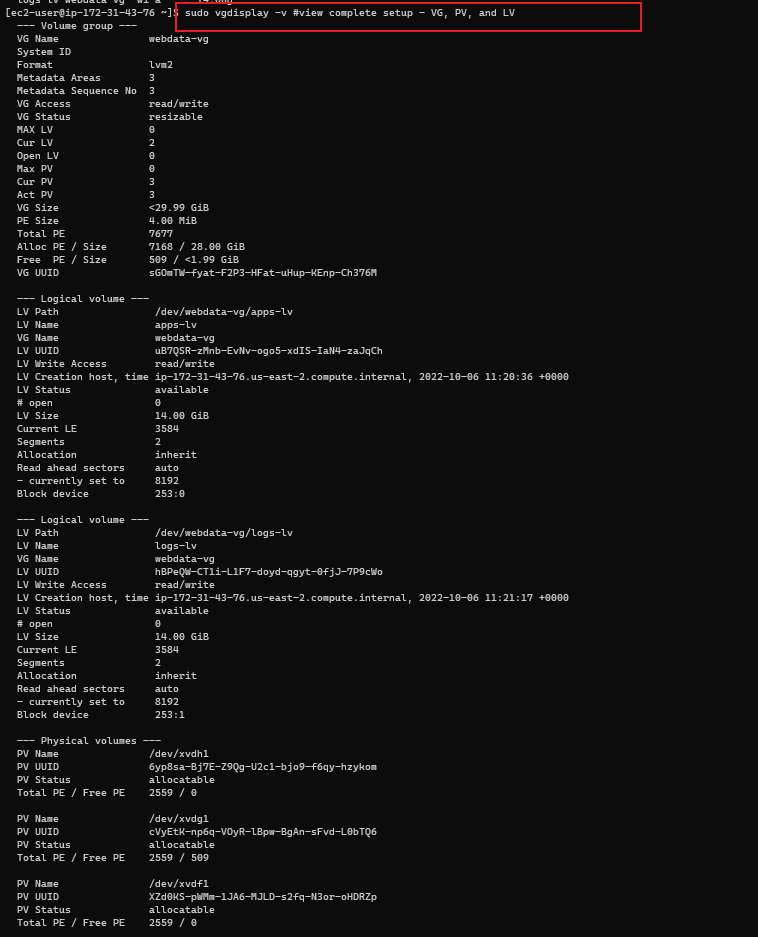 [ec2-user@ip-172-31-43-76 ~]$ sudo vgdisplay -v #view complete setup - VG, PV, and LV
--- Volume group ---
VG Name webdata-vg
System ID
Format lvm2
Metadata Areas 3
Metadata Sequence No 3
VG Access read/write
VG Status resizable
MAX LV 0
Cur LV 2
Open LV 0
Max PV 0
Cur PV 3
Act PV 3
VG Size <29.99 GiB
PE Size 4.00 MiB
Total PE 7677
Alloc PE / Size 7168 / 28.00 GiB
Free PE / Size 509 / <1.99 GiB
VG UUID sGOmTW-fyat-F2P3-HFat-uHup-KEnp-Ch376M
--- Logical volume ---
LV Path /dev/webdata-vg/apps-lv
LV Name apps-lv
VG Name webdata-vg
LV UUID uB7QSR-zMnb-EvNv-ogo5-xdIS-IaN4-zaJqCh
LV Write Access read/write
LV Creation host, time ip-172-31-43-76.us-east-2.compute.internal, 2022-10-06 11:20:36 +0000
LV Status available
# open 0
LV Size 14.00 GiB
Current LE 3584
Segments 2
Allocation inherit
Read ahead sectors auto
- currently set to 8192
Block device 253:0
--- Logical volume ---
LV Path /dev/webdata-vg/logs-lv
LV Name logs-lv
VG Name webdata-vg
LV UUID hBPeQW-CT1i-L1F7-doyd-qgyt-0fjJ-7P9cWo
LV Write Access read/write
LV Creation host, time ip-172-31-43-76.us-east-2.compute.internal, 2022-10-06 11:21:17 +0000
LV Status available
# open 0
LV Size 14.00 GiB
Current LE 3584
Segments 2
Allocation inherit
Read ahead sectors auto
- currently set to 8192
Block device 253:1
--- Physical volumes ---
PV Name /dev/xvdh1
PV UUID 6yp8sa-Bj7E-Z9Qg-U2c1-bjo9-f6qy-hzykom
PV Status allocatable
Total PE / Free PE 2559 / 0
PV Name /dev/xvdg1
PV UUID cVyEtK-np6q-VOyR-lBpw-BgAn-sFvd-L0bTQ6
PV Status allocatable
Total PE / Free PE 2559 / 509
PV Name /dev/xvdf1
PV UUID XZd0KS-pWMm-1JA6-MJLD-s2fq-N3or-oHDRZp
PV Status allocatable
Total PE / Free PE 2559 / 0